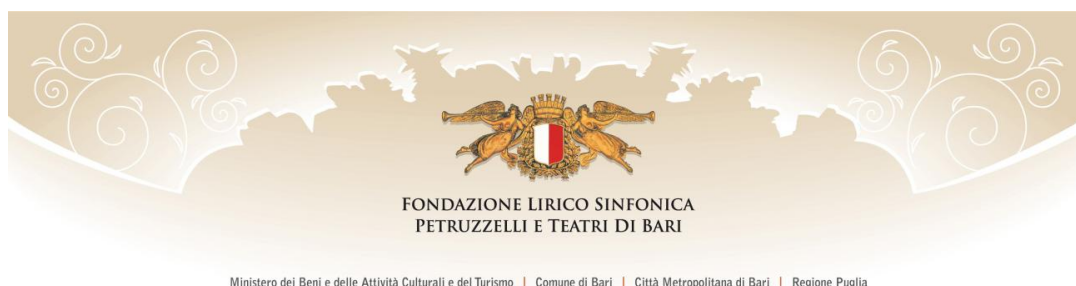 FONDAZIONE LIRICO SINFONICA
PETRUZZELLI E TEATRI DI BARI
Ministero dei Beni e delle Attività Culturali e del Turismo | Comune di Bari | Città Metropolitana di Bari | Regione Puglia